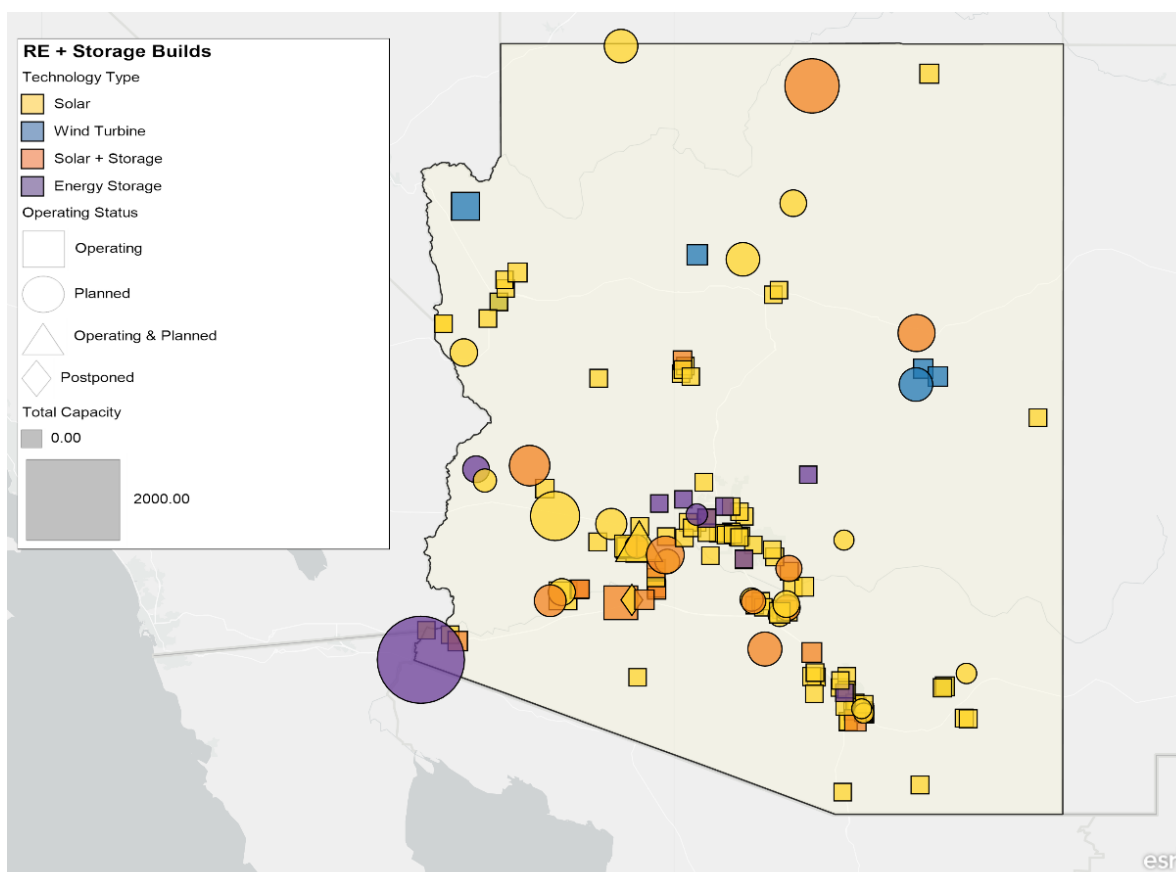 RE + Storage Builds
Technology Type
Solar
Wind Turbine
Solar + Storage
Energy Storage
Operating Status
Operating
Planned
Operating & Planned
Postponed
Total Capacity
0.00
2000.00
esr